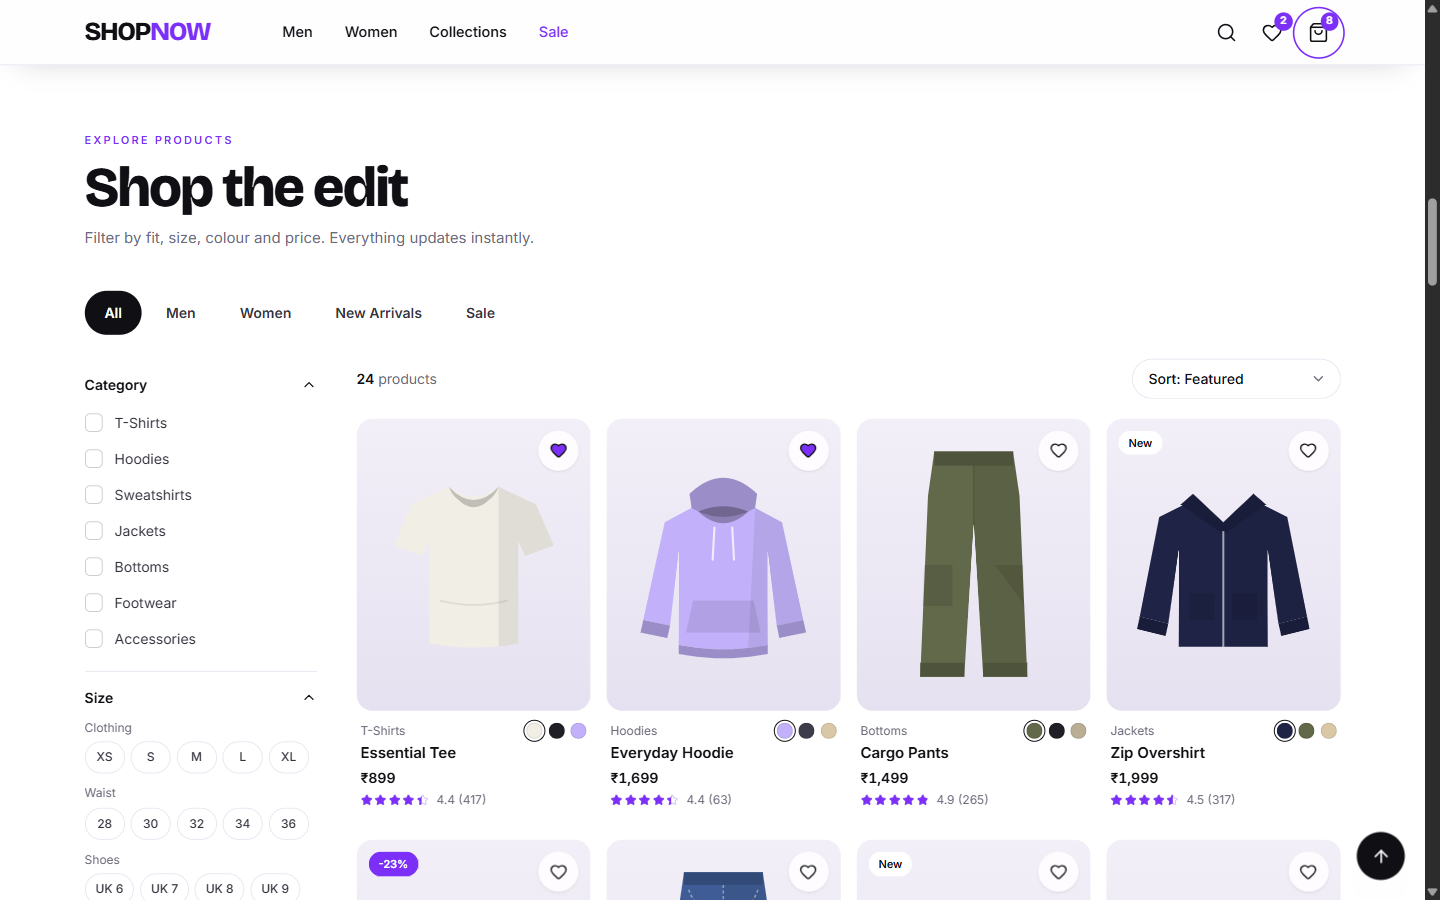 SHOPNOW
Men
Women
Collections
Sale
2
8
EXPLORE PRODUCTS
Shop the edit
Filter by fit, size, colour and price. Everything updates instantly.
All
Men
Women
New Arrivals
Sale
Category
T-Shirts
Hoodies
Sweatshirts
Jackets
Bottoms
Footwear
Accessories
Size
Clothing
XS
S
M
L
XL
Waist
28
30
32
34
36
Shoes
UK 6
UK 7
UK 8
UK 9
24 products
Sort: Featured
T-Shirts
Essential Tee
₹899
4.4 (417)
Hoodies
Everyday Hoodie
₹1,699
4.4 (63)
Bottoms
Cargo Pants
₹1,499
4.9 (265)
New
Jackets
Zip Overshirt
₹1,999
4.5 (317)
-23%
New